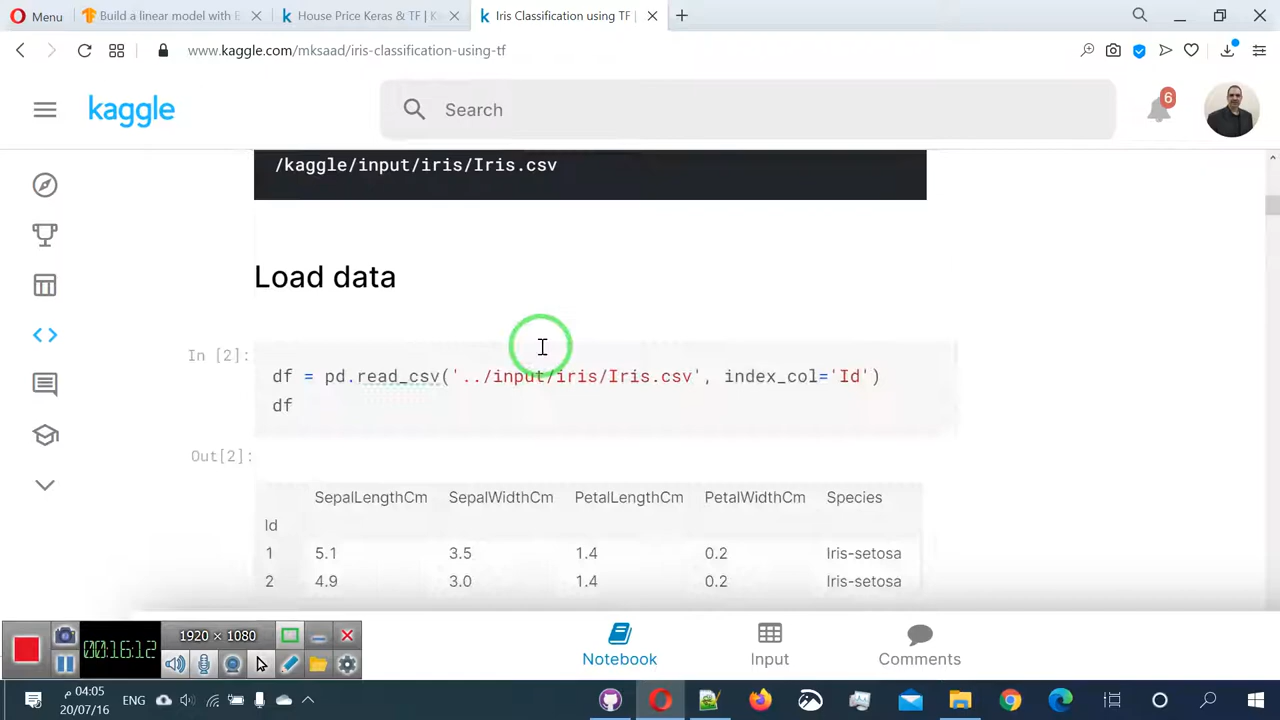 Menu
Build a linear model with E
House Price Keras & TF | K
Iris Classification using TF |
www.kaggle.com/mksaad/iris-classification-using-tf
kaggle
Search
6
/kaggle/input/iris/Iris.csv
Load data
In [2]:
df = pd.read_csv('../input/iris/Iris.csv', index_col='Id')
df
Out[2]:
SepalLengthCm SepalWidthCm PetalLengthCm PetalWidthCm Species
Id
1 5.1 3.5 1.4 0.2 Iris-setosa
2 4.9 3.0 1.4 0.2 Iris-setosa
00:16:12
1920 × 1080
Notebook
Input
Comments
04:05 م
20/07/16
ENG